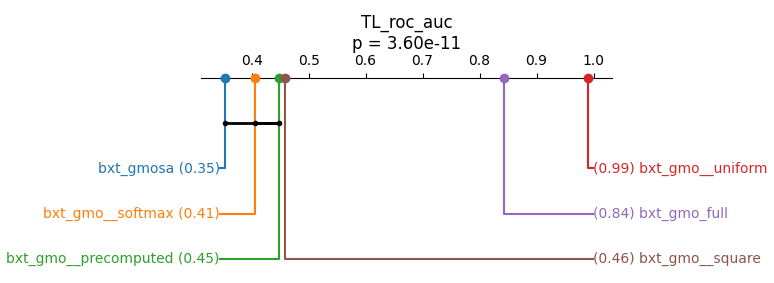 TL_roc_auc
p = 3.60e-11
0.4 0.5 0.6 0.7 0.8 0.9 1.0
bxt_gmosa (0.35)
(0.99) bxt_gmo__uniform
bxt_gmo__softmax (0.41)
(0.84) bxt_gmo_full
bxt_gmo__precomputed (0.45)
(0.46) bxt_gmo__square